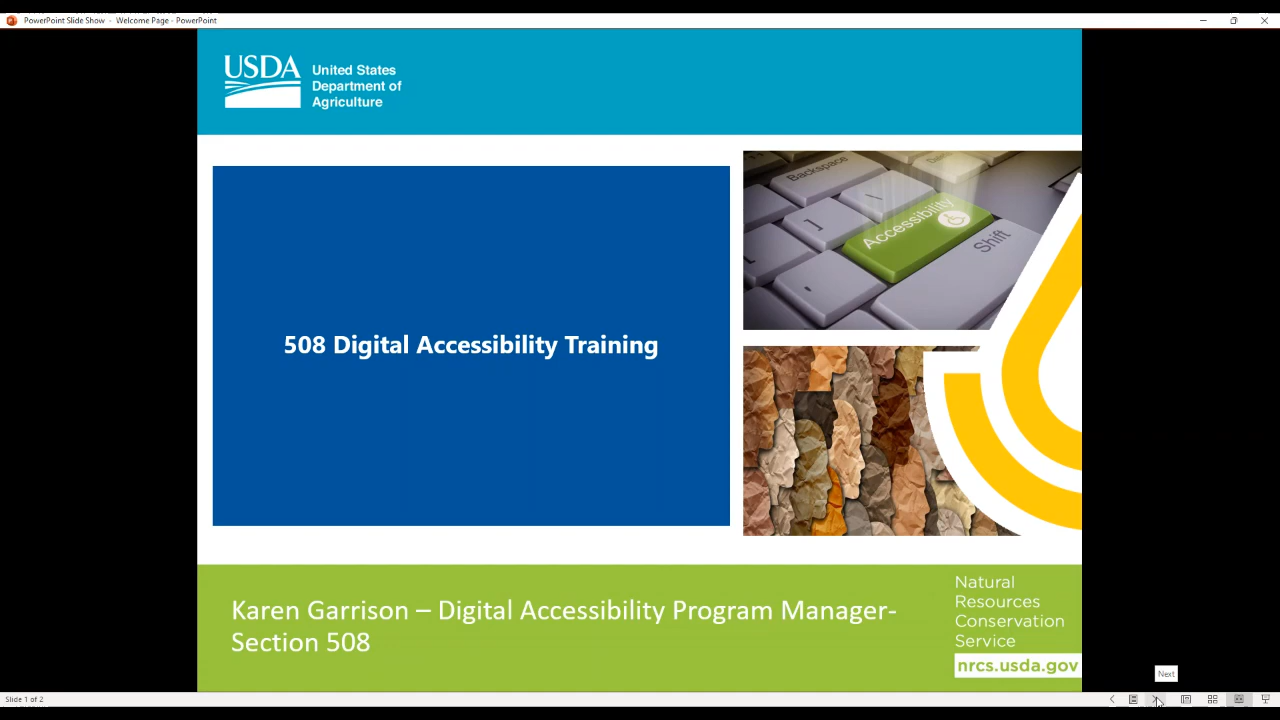 PowerPoint Slide Show - Welcome Page - PowerPoint
USDA
United States
Department of
Agriculture
Backspace
]
Accessibility
Shift
508 Digital Accessibility Training
Karen Garrison – Digital Accessibility Program Manager-
Section 508
Natural
Resources
Conservation
Service
nrcs.usda.gov
Next
Slide 1 of 2